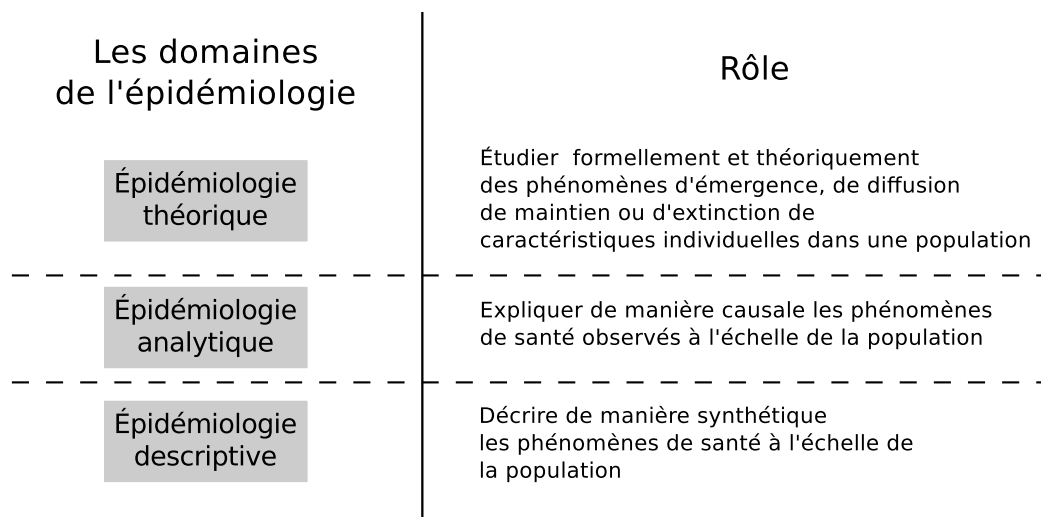 Les domaines
de l'épidémiologie
Rôle
Épidémiologie
théorique
Étudier  formellement et théoriquement
des phénomènes d'émergence, de diffusion
de maintien ou d'extinction de
caractéristiques individuelles dans une population
Épidémiologie
analytique
Expliquer de manière causale les phénomènes
de santé observés à l'échelle de la population
Épidémiologie
descriptive
Décrire de manière synthétique
les phénomènes de santé à l'échelle de
la population